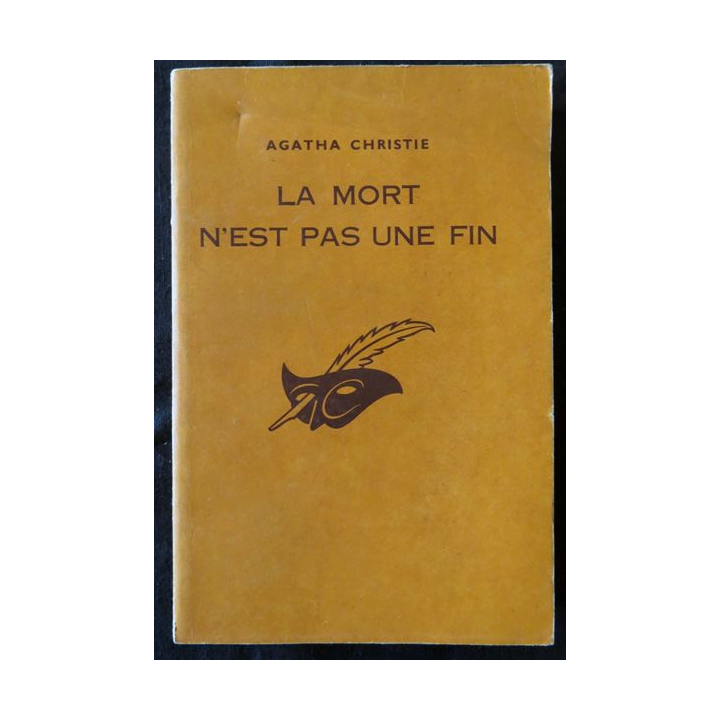 AGATHA CHRISTIE
LA MORT
N'EST PAS UNE FIN